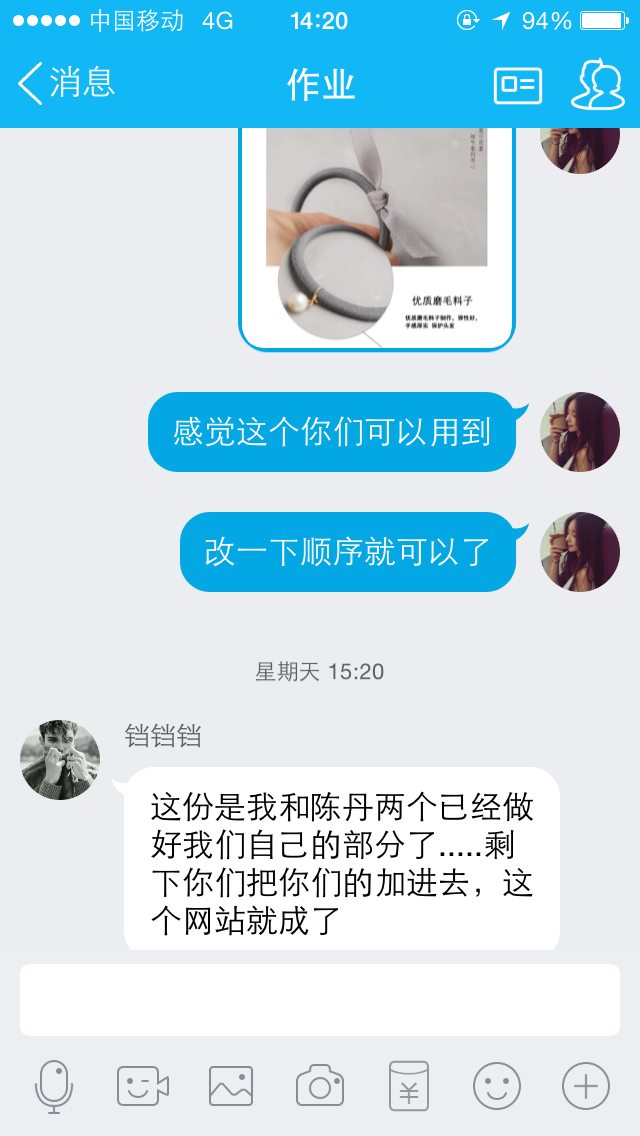 中国移动 4G 14:20 94%
消息 作业
优质磨毛料子
优质磨毛料子制作，弹性好，
手感厚实 保护头发
感觉这个你们可以用到
改一下顺序就可以了
星期天 15:20
铛铛铛
这份是我和陈丹两个已经做
好我们自己的部分了.....剩
下你们把你们的加进去，这
个网站就成了